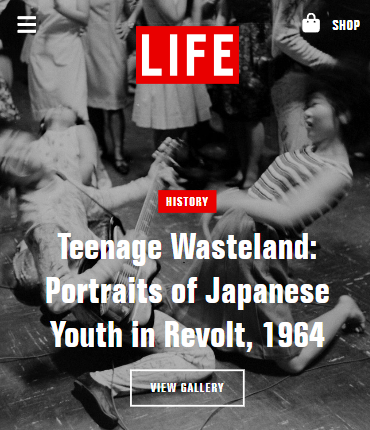 SHOP
LIFE
HISTORY
Teenage Wasteland:
Portraits of Japanese
Youth in Revolt, 1964
VIEW GALLERY